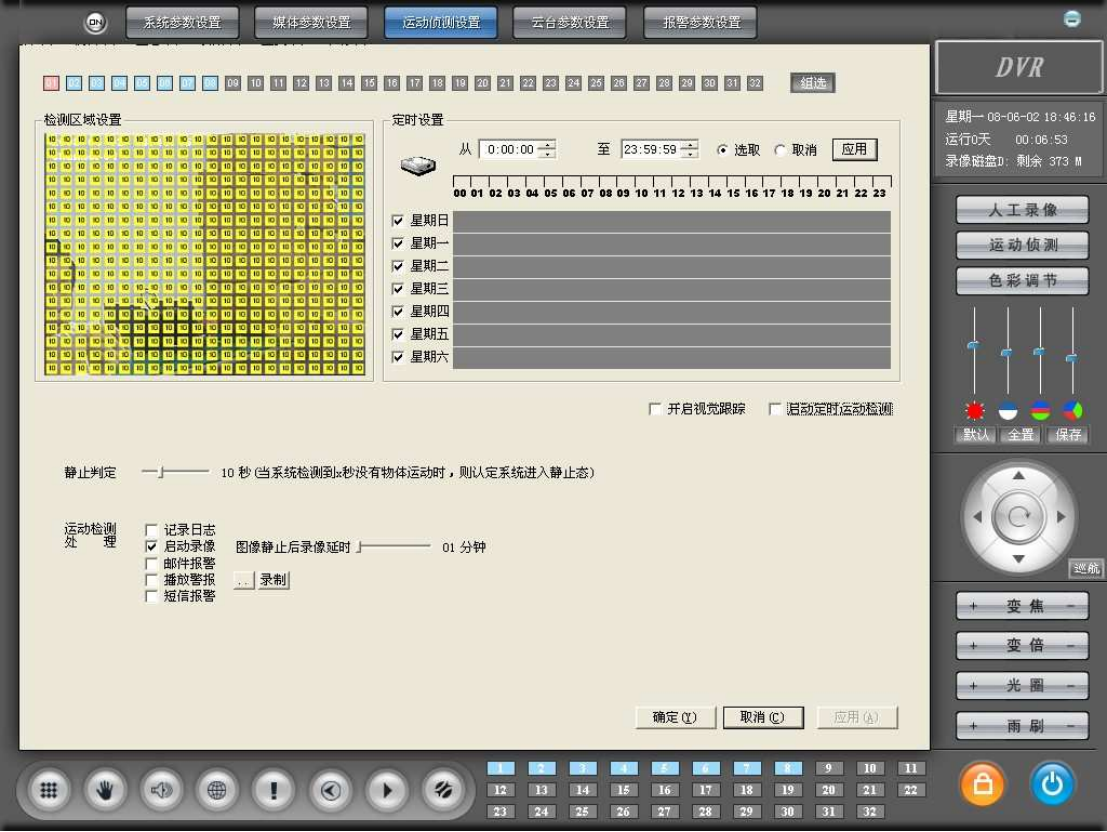 ON 系统参数设置 媒体参数设置 运动侦测设置 云台参数设置 报警参数设置
DVR
01 02 03 04 05 06 07 08 09 10 11 12 13 14 15 16 17 18 19 20 21 22 23 24 25 26 27 28 29 30 31 32 组选
星期一 08-06-02 18:46:16
运行0天 00:06:53
录像磁盘D: 剩余 373 M
检测区域设置
定时设置
从 0:00:00 至 23:59:59 选取 取消 应用
00 01 02 03 04 05 06 07 08 09 10 11 12 13 14 15 16 17 18 19 20 21 22 23
星期日
星期一
星期二
星期三
星期四
星期五
星期六
开启视觉跟踪 启动定时运动检测
静止判定 10 秒(当系统检测到x秒没有物体运动时，则认定系统进入静止态)
运动检测
处 理
记录日志
启动录像 图像静止后录像延时 01 分钟
邮件报警
播放警报 .. 录制
短信报警
确定(Y) 取消(C) 应用(A)
人工录像
运动侦测
色彩调节
默认 全置 保存
巡航
+ 变焦 -
+ 变倍 -
+ 光圈 -
+ 雨刷 -
1 2 3 4 5 6 7 8 9 10 11
12 13 14 15 16 17 18 19 20 21 22
23 24 25 26 27 28 29 30 31 32